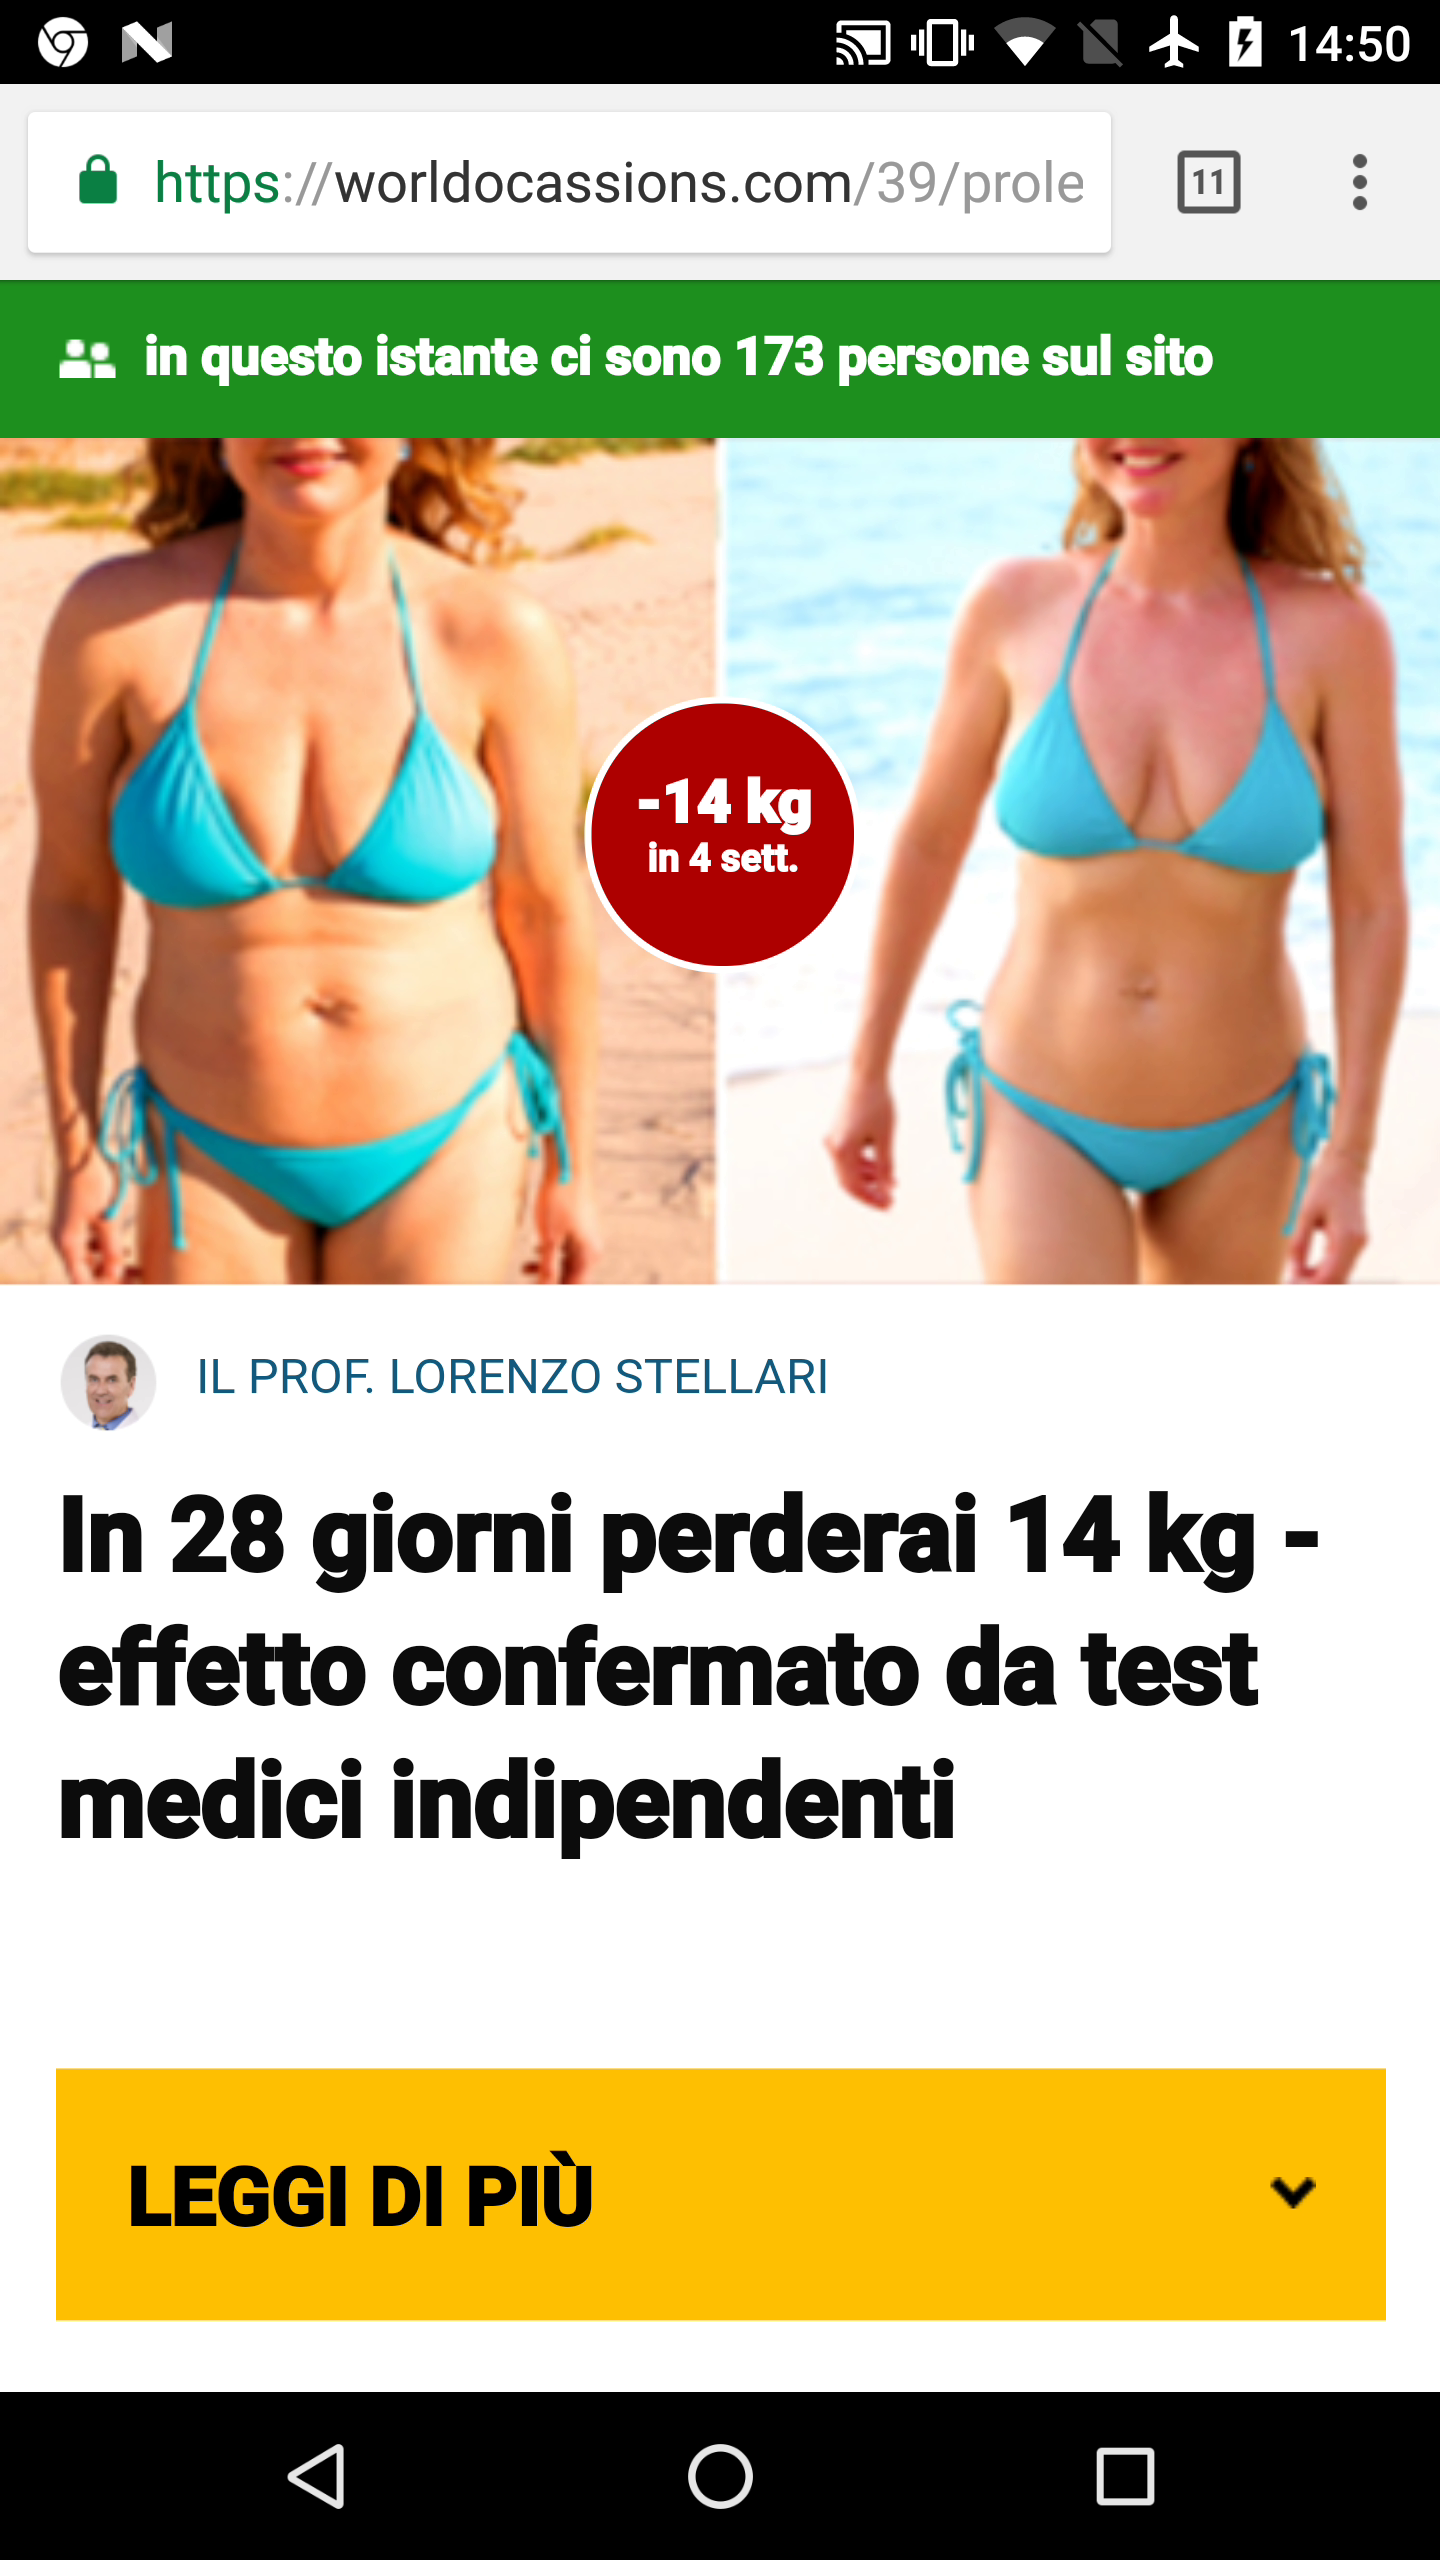 14:50
https://worldocassions.com/39/prole
11
in questo istante ci sono 173 persone sul sito
-14 kg
in 4 sett.
IL PROF. LORENZO STELLARI
In 28 giorni perderai 14 kg -
effetto confermato da test
medici indipendenti
LEGGI DI PIÙ